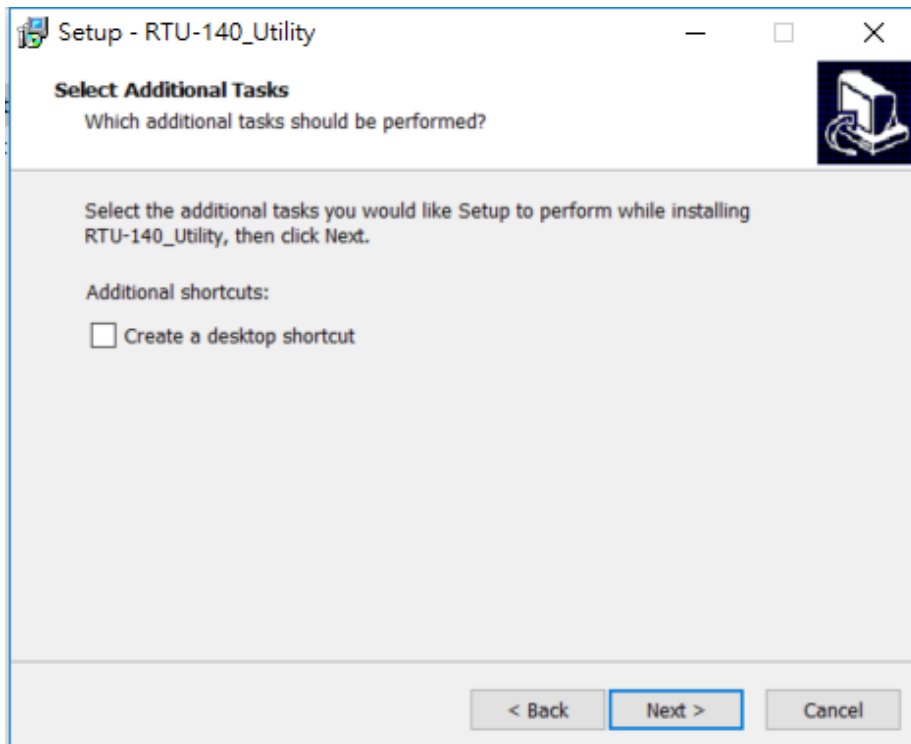 Setup - RTU-140_Utility
Select Additional Tasks
Which additional tasks should be performed?
Select the additional tasks you would like Setup to perform while installing
RTU-140_Utility, then click Next.
Additional shortcuts:
Create a desktop shortcut
< Back
Next >
Cancel